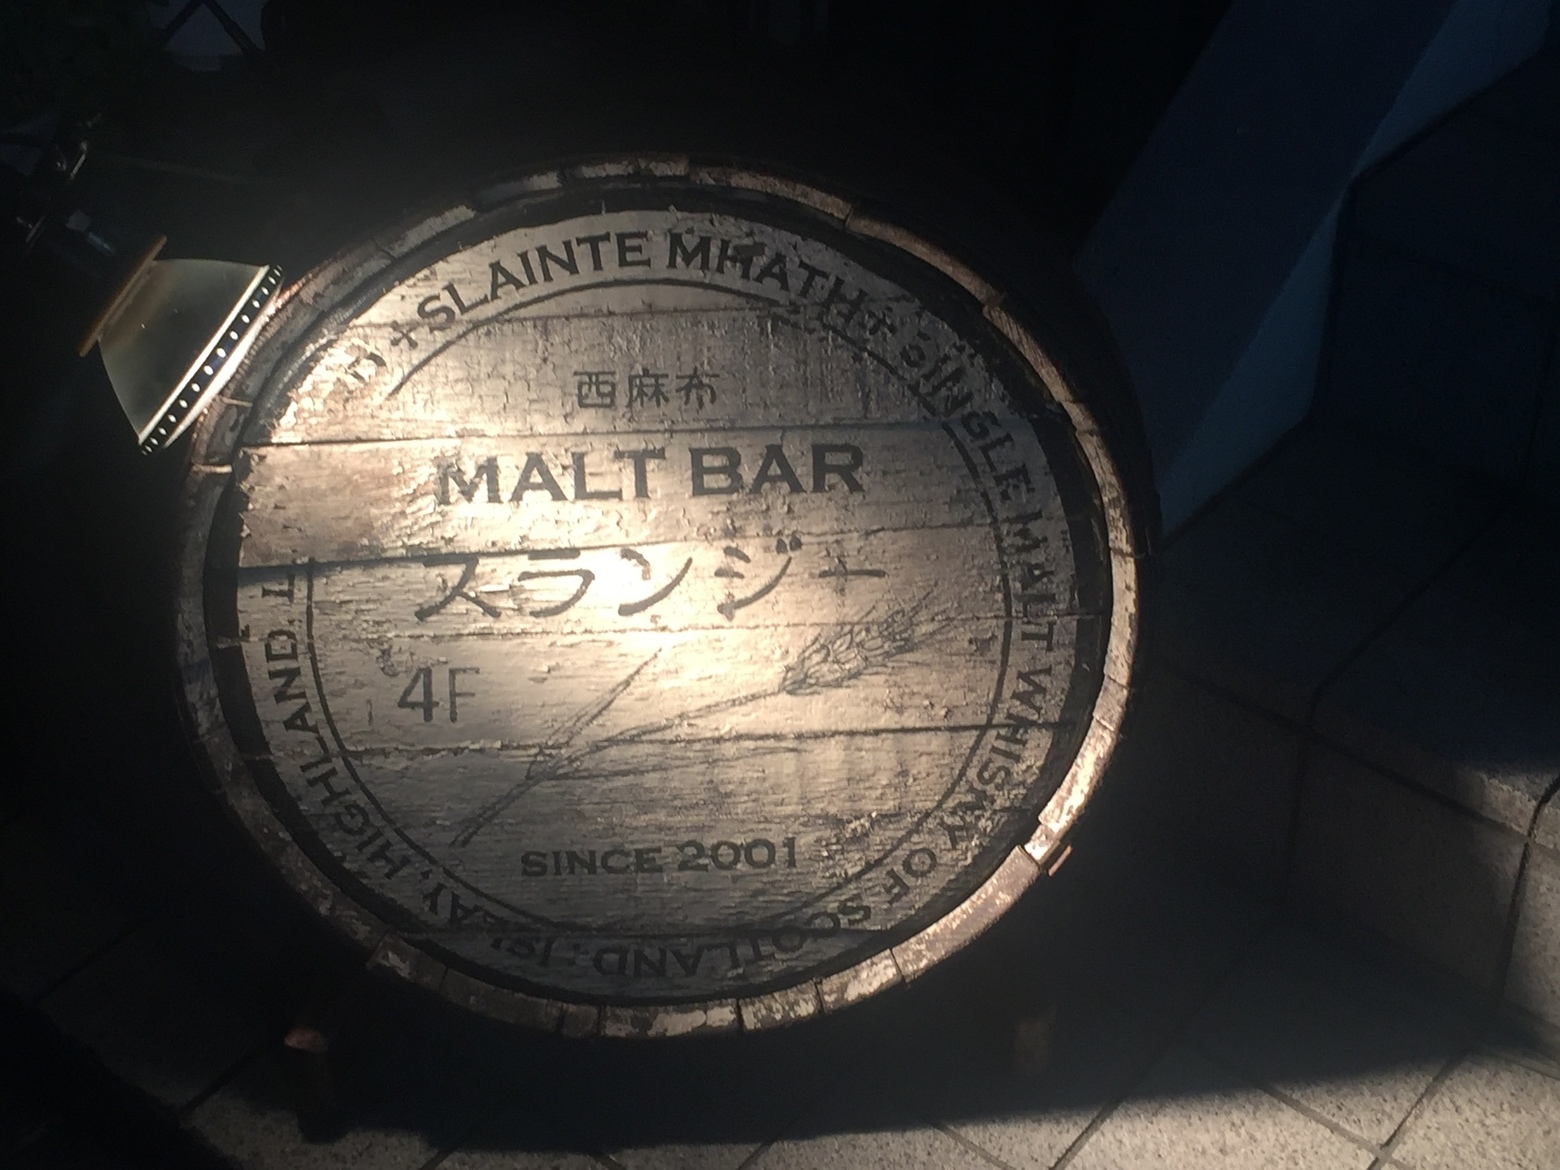 + SLAINTE MHATH + SINGLE MALT WHISKY OF SCOTLAND; ISLAY, HIGHLAND,
西麻布
MALT BAR
スランジー
4F
SINCE 2001